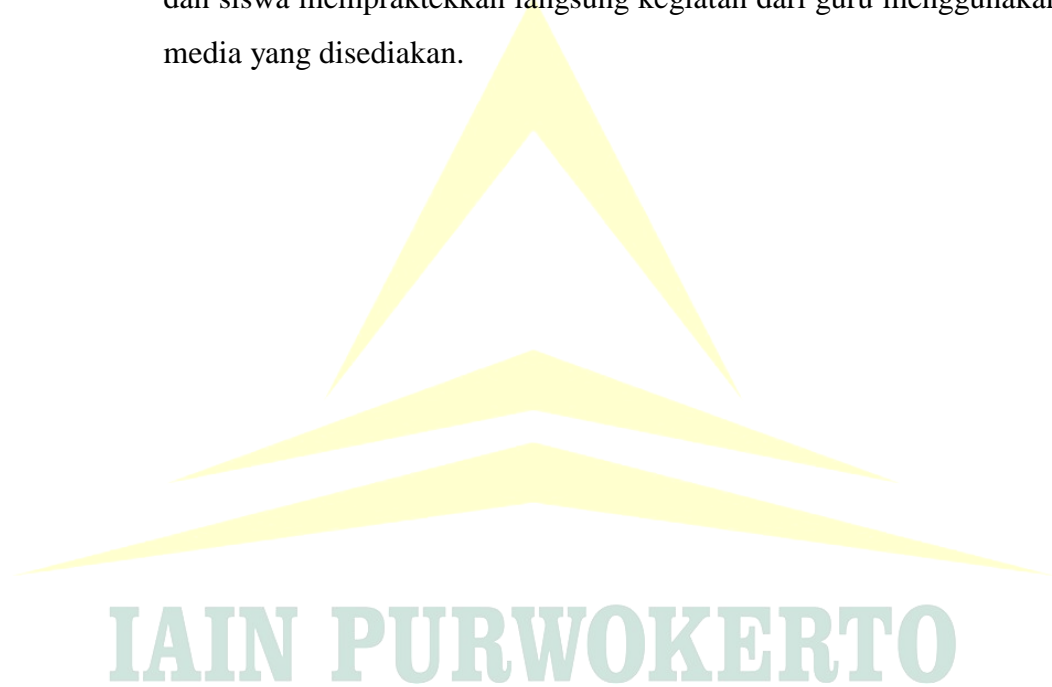 dan siswa mempraktekkan langsung kegiatan dari guru menggunakan
media yang disediakan.
IAIN PURWOKERTO